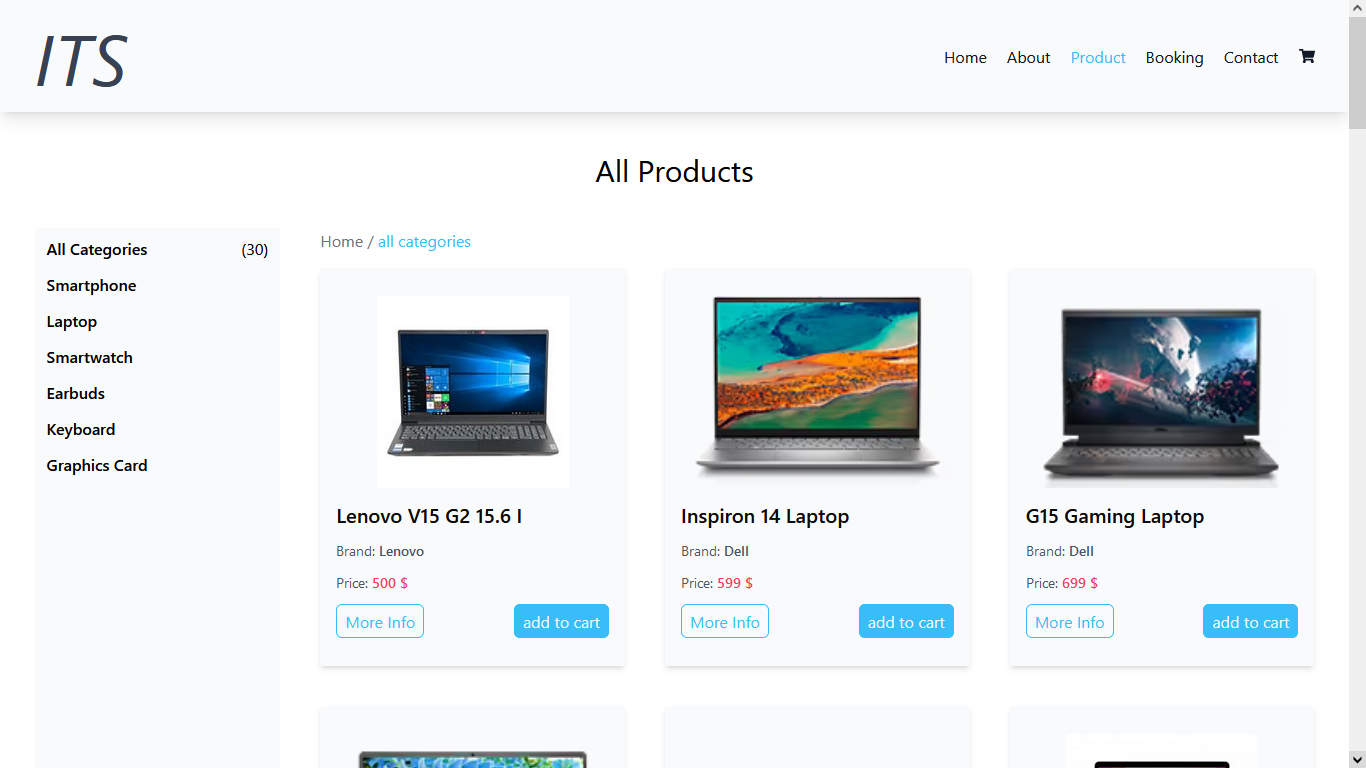 ITS
Home About Product Booking Contact
All Products
All Categories (30)
Smartphone
Laptop
Smartwatch
Earbuds
Keyboard
Graphics Card
Home / all categories
Lenovo V15 G2 15.6 I
Brand: Lenovo
Price: 500 $
More Info add to cart
Inspiron 14 Laptop
Brand: Dell
Price: 599 $
More Info add to cart
G15 Gaming Laptop
Brand: Dell
Price: 699 $
More Info add to cart